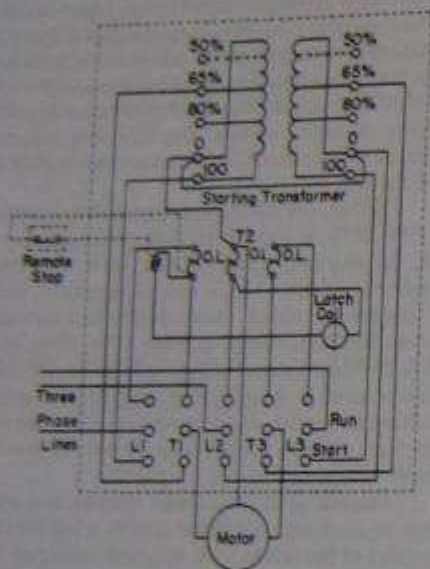 50%
50%
65%
65%
80%
80%
0
0
100
100
Starting Transformer
T2
O.L.
O.L.
O.L.
Remote
Stop
Latch
Coil
Three
Run
Phase
L1 T1 L2 T3 L3
Lines
Start
Motor